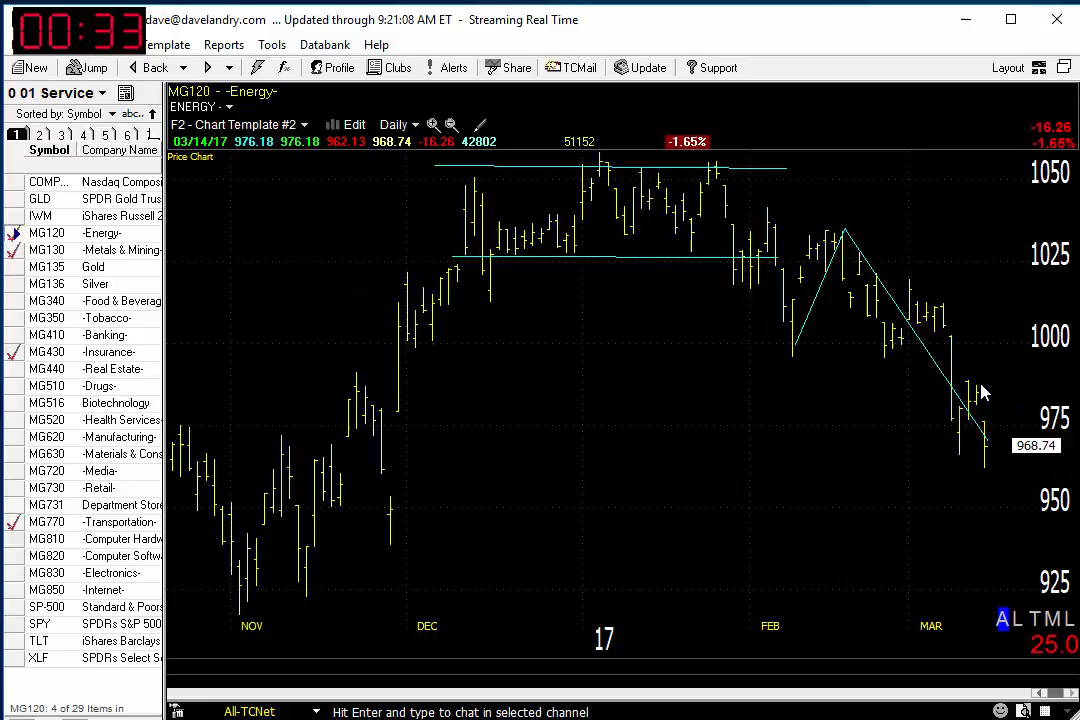 00:33
dave@davelandry.com ... Updated through 9:21:08 AM ET - Streaming Real Time
emplate Reports Tools Databank Help
New Jump Back Profile Clubs Alerts Share TCMail Update Support Layout
0 01 Service
Sorted by: Symbol abc..
1 2 3 4 5 6
Symbol Company Name
COMP... Nasdaq Composi
GLD SPDR Gold Trus
IWM iShares Russell 2
MG120 -Energy-
MG130 -Metals & Mining-
MG135 Gold
MG136 Silver
MG340 -Food & Beverag
MG350 -Tobacco-
MG410 -Banking-
MG430 -Insurance-
MG440 -Real Estate-
MG510 -Drugs-
MG516 Biotechnology
MG520 -Health Services-
MG620 -Manufacturing-
MG630 -Materials & Cons
MG720 -Media-
MG730 -Retail-
MG731 Department Store
MG770 -Transportation-
MG810 -Computer Hardw
MG820 -Computer Softw
MG830 -Electronics-
MG850 -Internet-
SP-500 Standard & Poors
SPY SPDRs S&P 500
TLT iShares Barclays
XLF SPDRs Select Se
MG120: 4 of 29 Items in
MG120 - -Energy-
ENERGY -
F2 - Chart Template #2 Edit Daily
03/14/17 976.18 976.18 962.13 968.74 -16.26 42802 51152 -1.65%
-16.26
-1.65%
Price Chart
1050
1025
1000
975
968.74
950
925
NOV DEC 17 FEB MAR
A L T M L
25.0
All-TCNet Hit Enter and type to chat in selected channel